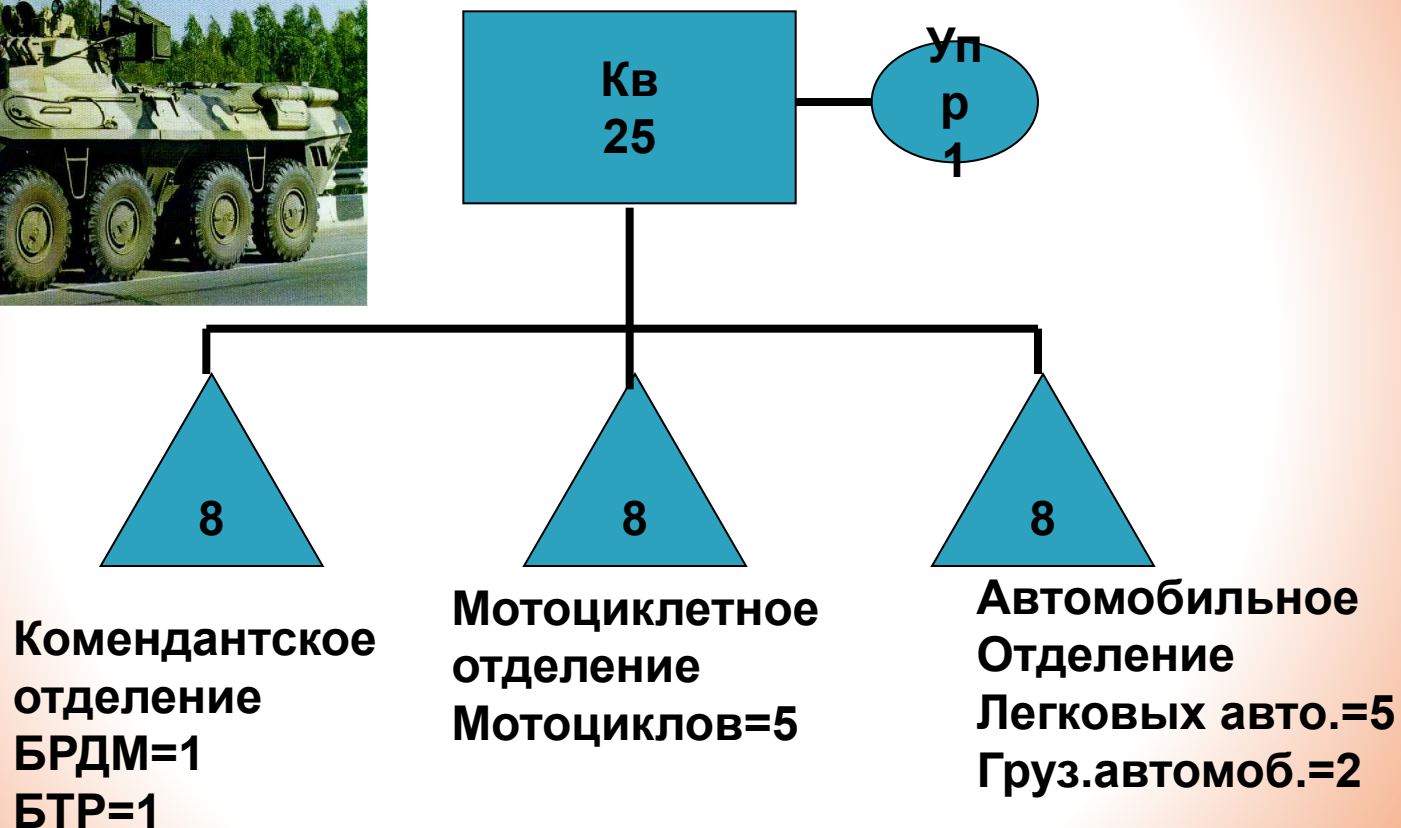 Кв
25
Уп
р
1
8
8
8
Комендантское
отделение
БРДМ=1
БТР=1
Мотоциклетное
отделение
Мотоциклов=5
Автомобильное
Отделение
Легковых авто.=5
Груз.автомоб.=2